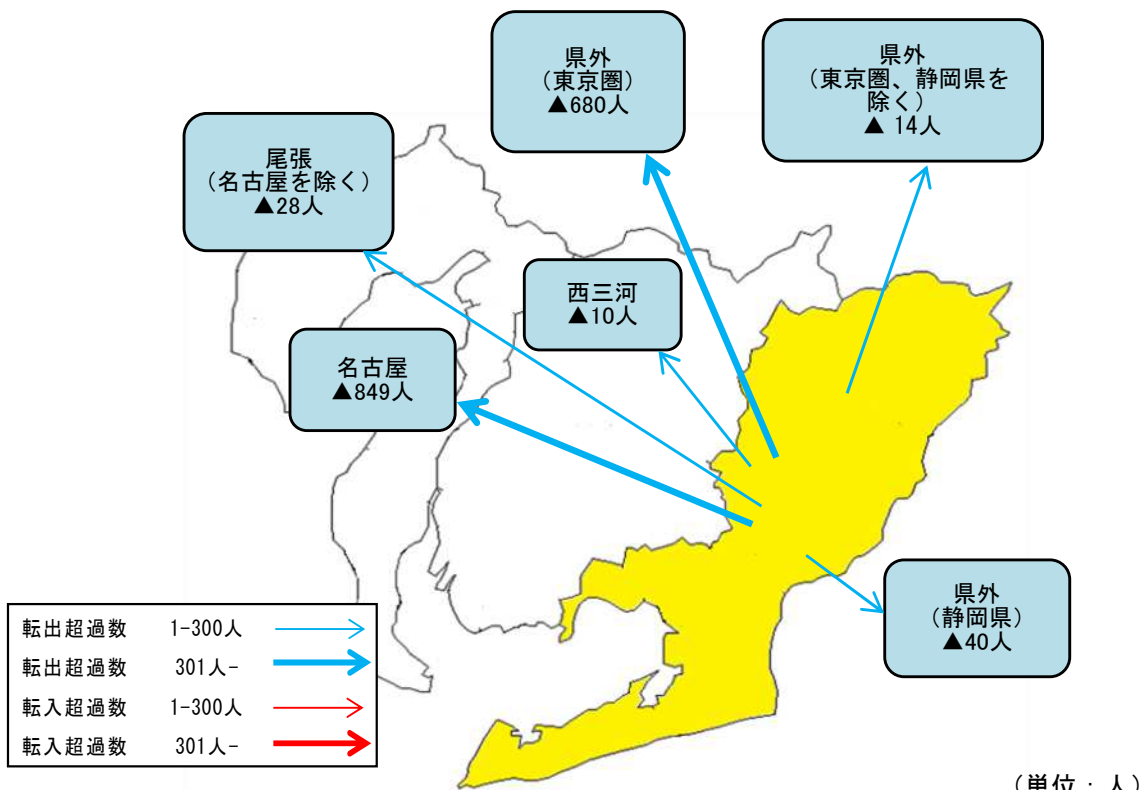 県外
(東京圏)
▲680人
県外
(東京圏、静岡県を
除く)
▲ 14人
尾張
(名古屋を除く)
▲28人
西三河
▲10人
名古屋
▲849人
県外
(静岡県)
▲40人
転出超過数 1-300人
転出超過数 301人-
転入超過数 1-300人
転入超過数 301人-
(単位:人)